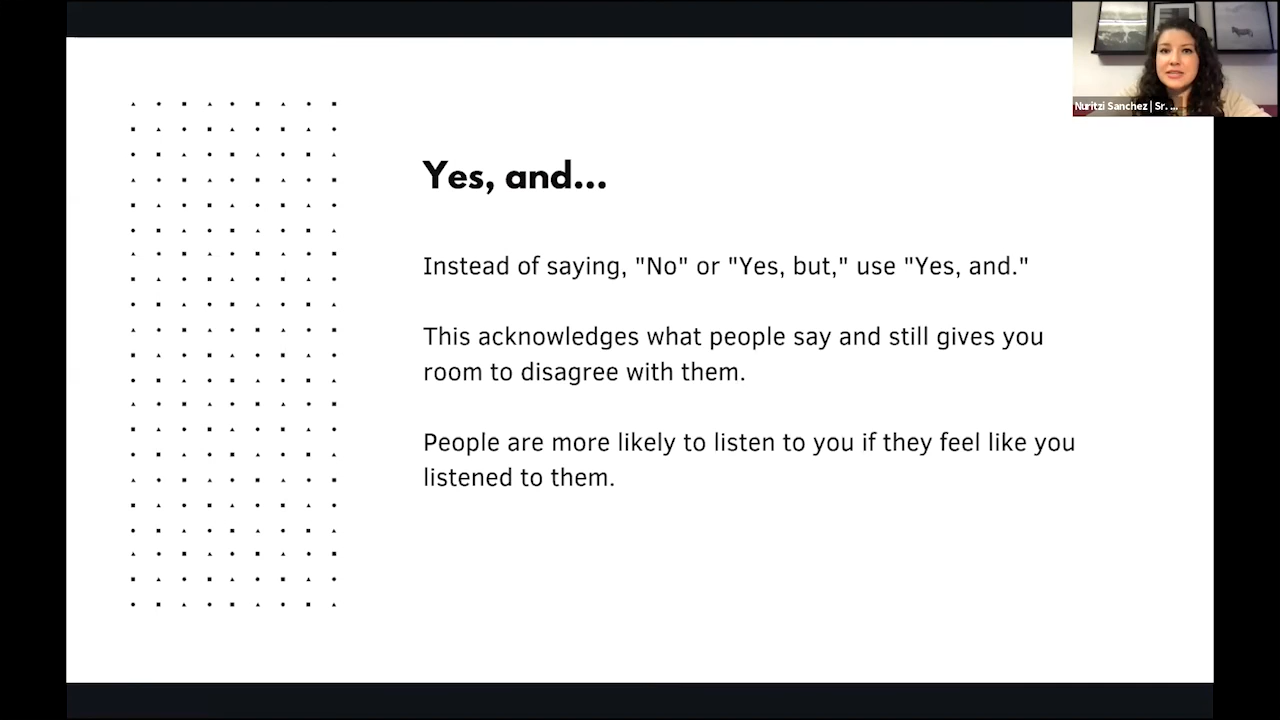 Nuritzi Sanchez | Sr. ...
Yes, and...
Instead of saying, "No" or "Yes, but," use "Yes, and."
This acknowledges what people say and still gives you
room to disagree with them.
People are more likely to listen to you if they feel like you
listened to them.